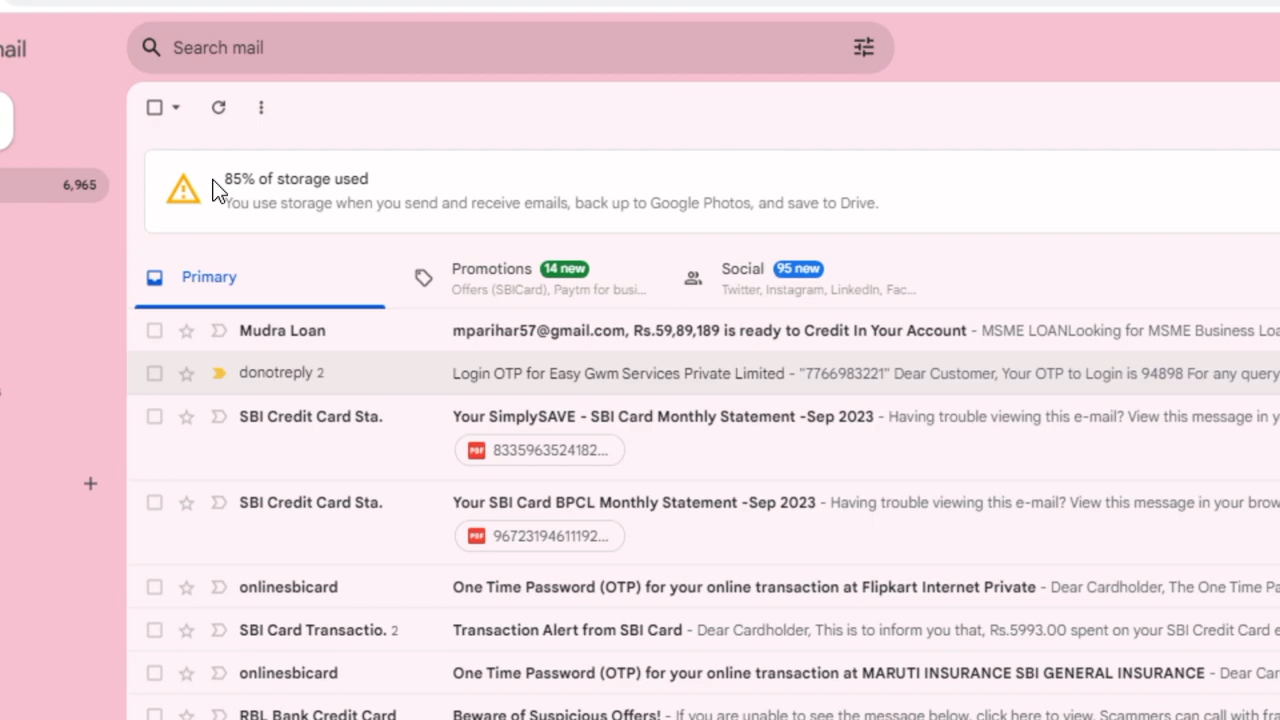 ail
Search mail
6,965
85% of storage used
You use storage when you send and receive emails, back up to Google Photos, and save to Drive.
Primary
Promotions 14 new
Offers (SBICard), Paytm for busi...
Social 95 new
Twitter, Instagram, LinkedIn, Fac...
Mudra Loan mparihar57@gmail.com, Rs.59,89,189 is ready to Credit In Your Account - MSME LOANLooking for MSME Business Loa
donotreply 2 Login OTP for Easy Gwm Services Private Limited - "7766983221" Dear Customer, Your OTP to Login is 94898 For any query
SBI Credit Card Sta. Your SimplySAVE - SBI Card Monthly Statement -Sep 2023 - Having trouble viewing this e-mail? View this message in y
PDF 8335963524182...
SBI Credit Card Sta. Your SBI Card BPCL Monthly Statement -Sep 2023 - Having trouble viewing this e-mail? View this message in your brow
PDF 96723194611192...
onlinesbicard One Time Password (OTP) for your online transaction at Flipkart Internet Private - Dear Cardholder, The One Time Pa
SBI Card Transactio. 2 Transaction Alert from SBI Card - Dear Cardholder, This is to inform you that, Rs.5993.00 spent on your SBI Credit Card e
onlinesbicard One Time Password (OTP) for your online transaction at MARUTI INSURANCE SBI GENERAL INSURANCE - Dear Car
RBL Bank Credit Card Beware of Suspicious Offers! - If you are unable to see the message below, click here to view. Scammers can call with fr